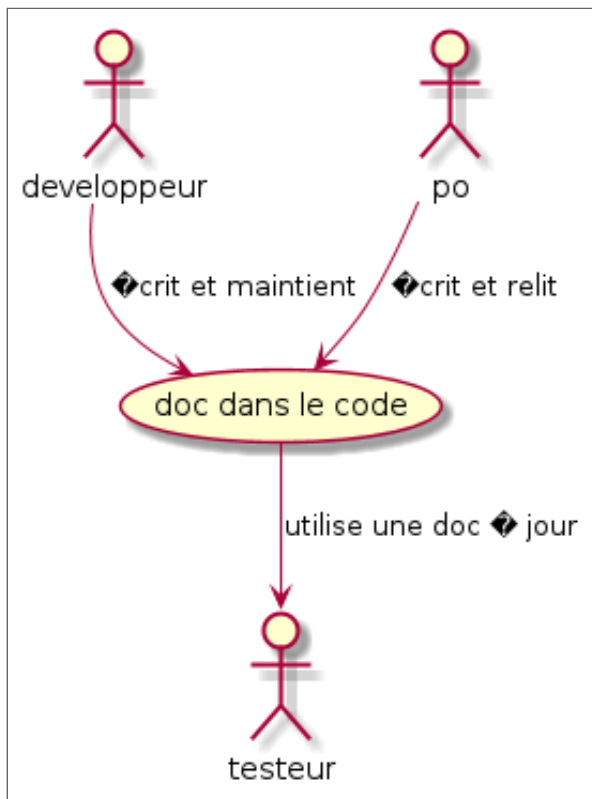 developpeur
po
�crit et maintient
�crit et relit
doc dans le code
utilise une doc � jour
testeur